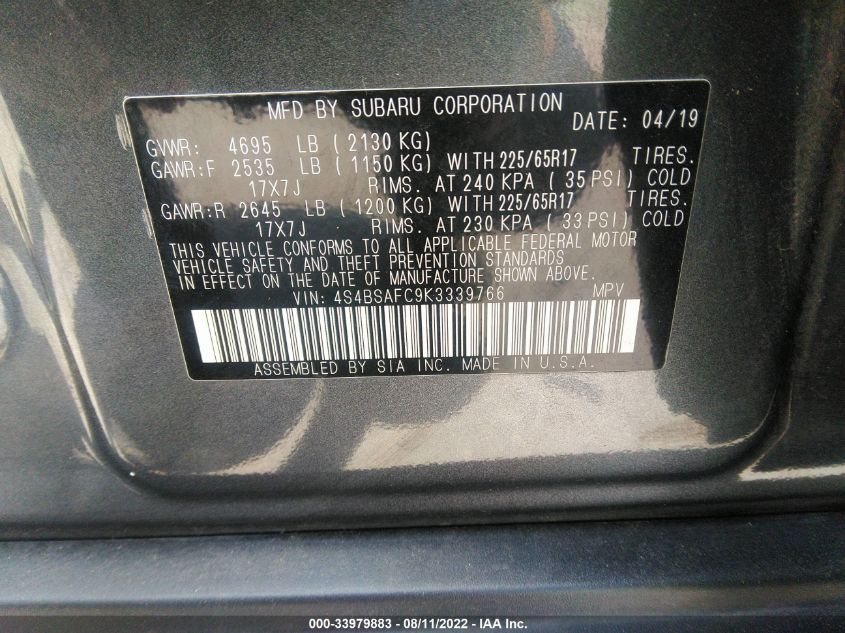 MFD BY SUBARU CORPORATION
DATE: 04/19
GVWR: 4695 LB ( 2130 KG)
GAWR:F 2535 LB ( 1150 KG) WITH 225/65R17 TIRES.
17X7J RIMS. AT 240 KPA ( 35 PSI) COLD
GAWR:R 2645 LB ( 1200 KG) WITH 225/65R17 TIRES.
17X7J RIMS. AT 230 KPA ( 33 PSI) COLD
THIS VEHICLE CONFORMS TO ALL APPLICABLE FEDERAL MOTOR
VEHICLE SAFETY AND THEFT PREVENTION STANDARDS
IN EFFECT ON THE DATE OF MANUFACTURE SHOWN ABOVE.
VIN: 4S4BSAFC9K3339766 MPV
ASSEMBLED BY SIA INC. MADE IN U.S.A.
000-33979883 - 08/11/2022 - IAA Inc.